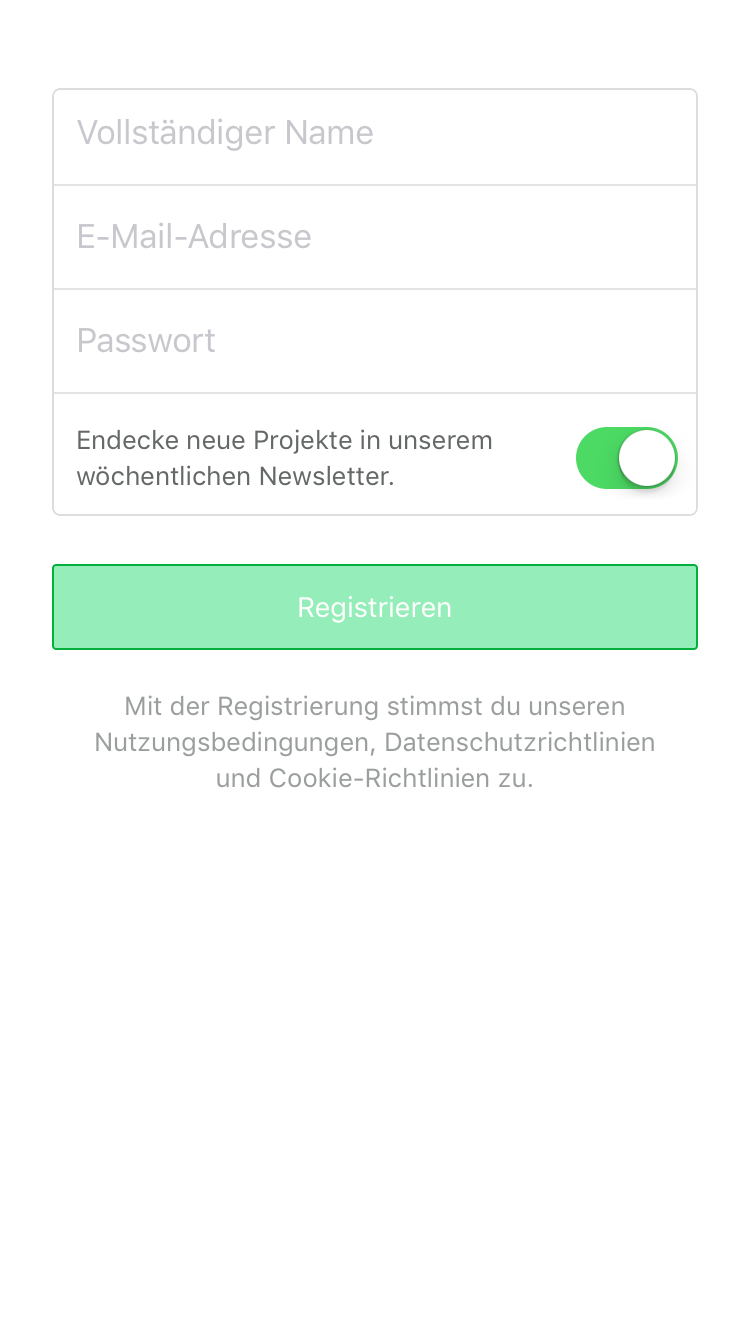 Vollständiger Name
E-Mail-Adresse
Passwort
Endecke neue Projekte in unserem
wöchentlichen Newsletter.
Registrieren
Mit der Registrierung stimmst du unseren
Nutzungsbedingungen, Datenschutzrichtlinien
und Cookie-Richtlinien zu.